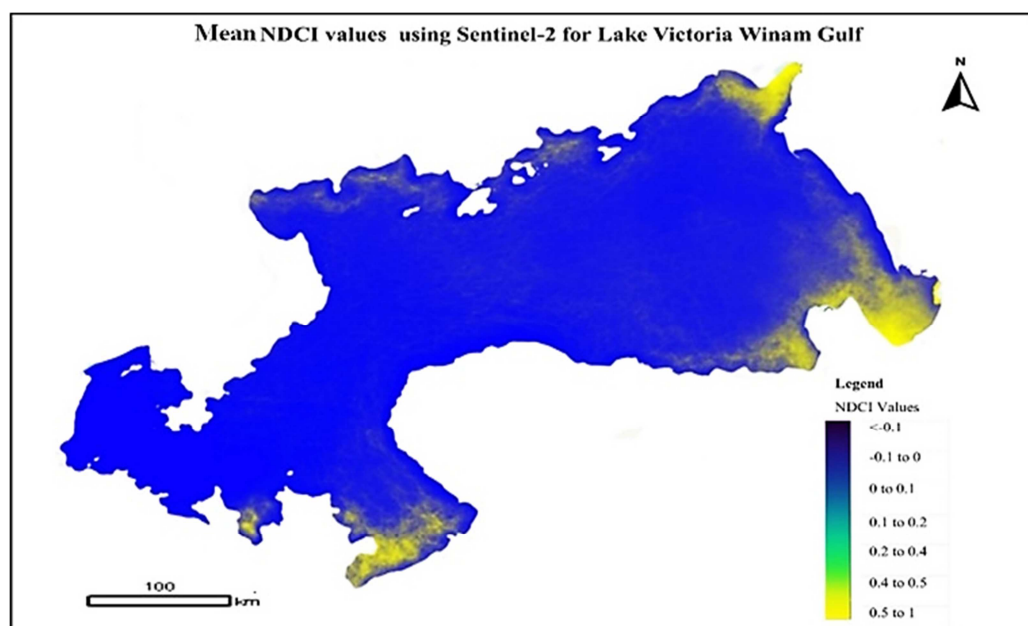 Mean NDCI values using Sentinel-2 for Lake Victoria Winam Gulf
N
Legend
NDCI Values
<-0.1
-0.1 to 0
0 to 0.1
0.1 to 0.2
0.2 to 0.4
0.4 to 0.5
0.5 to 1
100
km